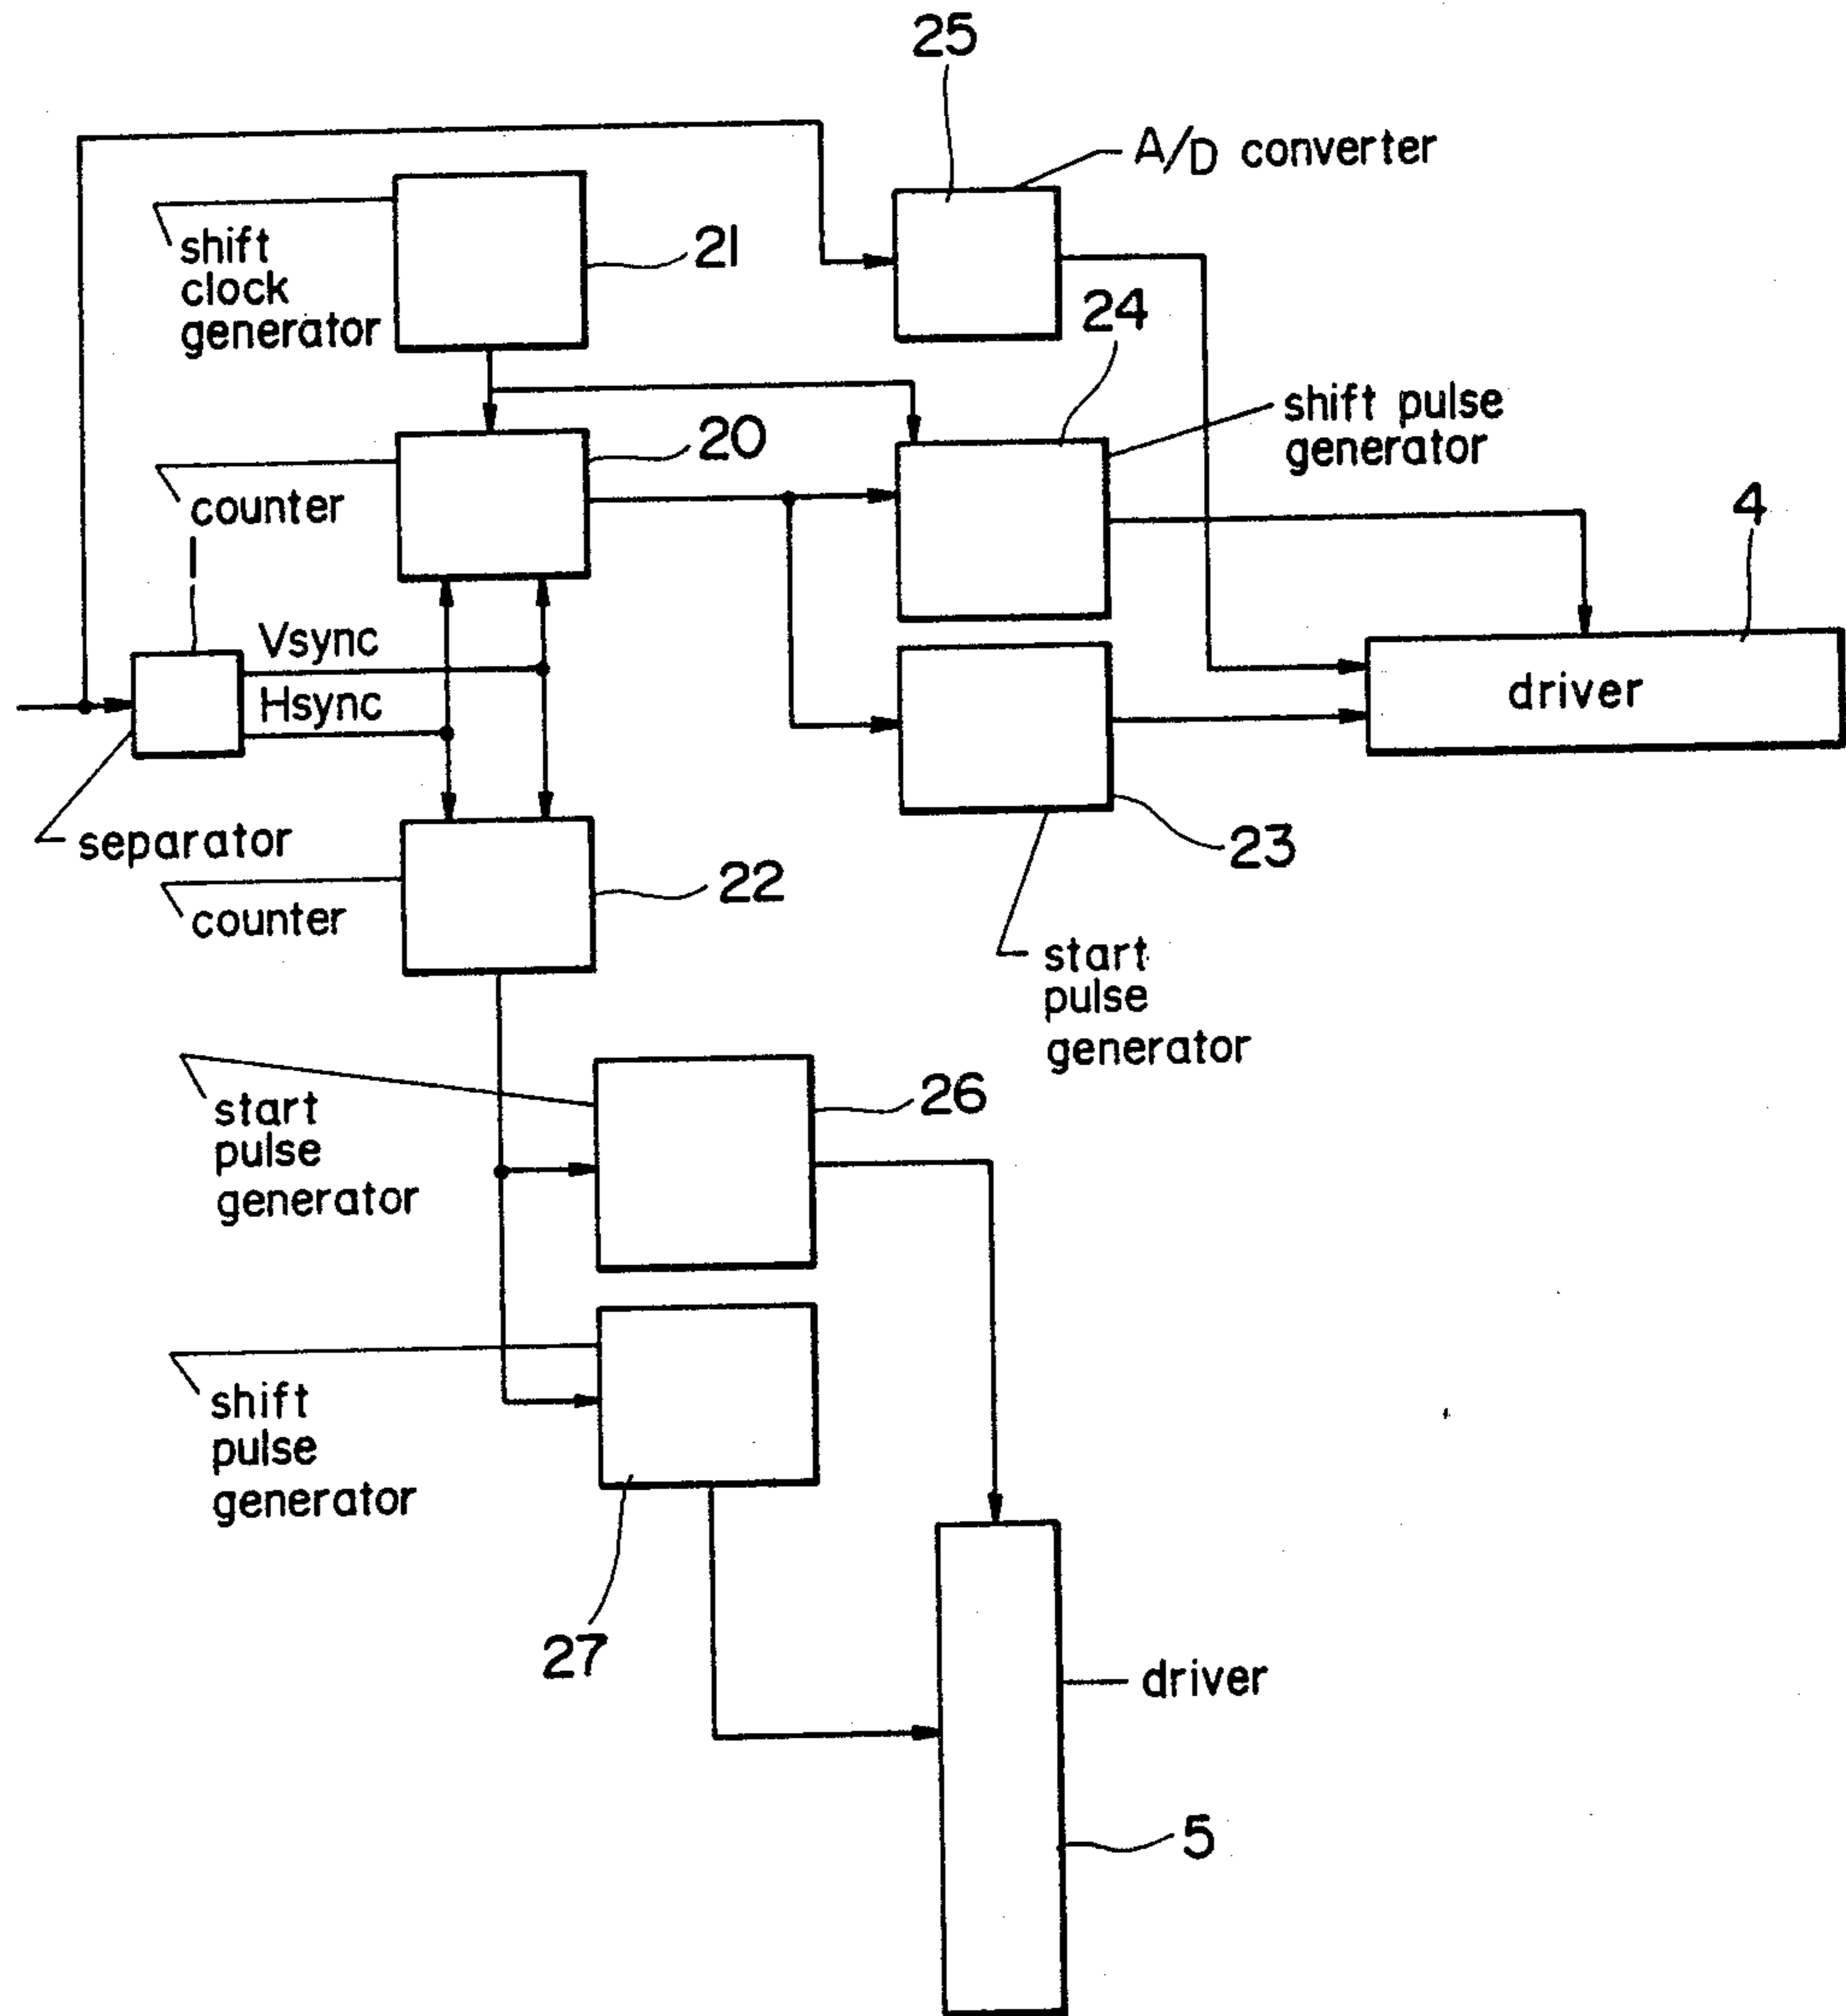 25
A/D converter
shift
clock
generator
21
24
shift pulse
generator
20
counter
4
1
Vsync
Hsync
driver
separator
23
22
counter
start
pulse
generator
26
start
pulse
generator
shift
pulse
generator
27
driver
5